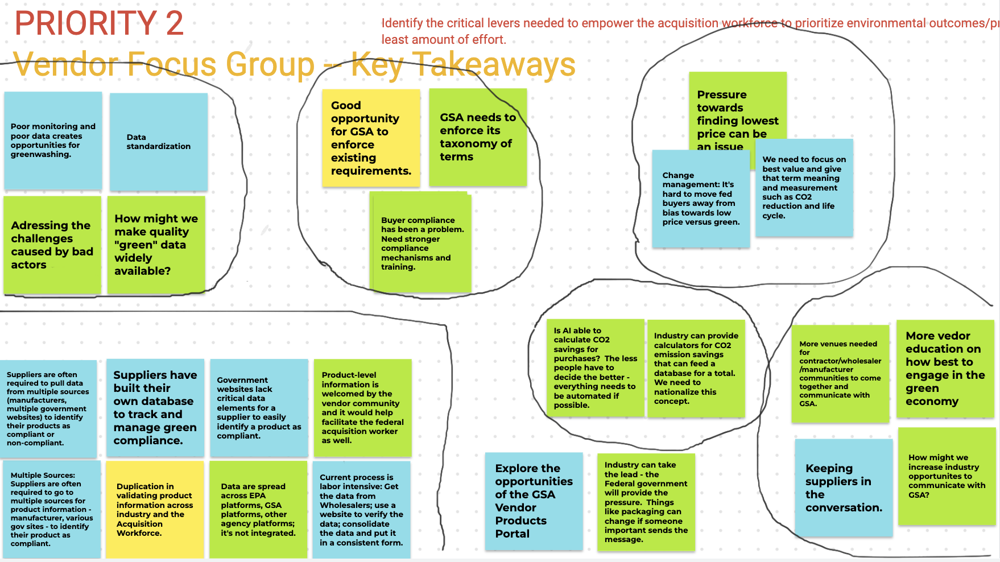 PRIORITY 2
Identify the critical levers needed to empower the acquisition workforce to prioritize environmental outcomes/pr
least amount of effort.
Vendor Focus Group -- Key Takeaways
Poor monitoring and
poor data creates
opportunities for
greenwashing.
Data
standardization
Adressing the
challenges
caused by bad
actors
How might we
make quality
"green" data
widely
available?
Good
opportunity
for GSA to
enforce
existing
requirements.
GSA needs to
enforce its
taxonomy of
terms
Buyer compliance
has been a problem.
Need stronger
compliance
mechanisms and
training.
Pressure
towards
finding lowest
price can be
an issue
Change
management: It's
hard to move fed
buyers away from
bias towards low
price versus green.
We need to focus on
best value and give
that term meaning
and measurement
such as CO2
reduction and life
cycle.
Suppliers are often
required to pull data
from multiple sources
(manufacturers,
multiple government
websites) to identify
their products as
compliant or
non-compliant.
Suppliers have
built their
own database
to track and
manage green
compliance.
Government
websites lack
critical data
elements for a
supplier to easily
identify a product as
compliant.
Product-level
information is
welcomed by the
vendor community
and it would help
facilitate the federal
acquisition worker
as well.
Multiple Sources:
Suppliers are often
required to go to
multiple sources for
product information -
manufacturer, various
gov sites - to identify
their product as
compliant.
Duplication in
validating product
information across
industry and the
Acquisition
Workforce.
Data are spread
across EPA
platforms, GSA
platforms, other
agency platforms;
it's not integrated.
Current process is
labor intensive: Get
the data from
Wholesalers; use a
website to verify the
data; consolidate
the data and put it
in a consistent form.
Is AI able to
calculate CO2
savings for
purchases? The less
people have to
decide the better -
everything needs to
be automated if
possible.
Industry can provide
calculators for CO2
emission savings
that can feed a
database for a total.
We need to
nationalize this
concept.
Explore the
opportunities
of the GSA
Vendor
Products
Portal
Industry can take
the lead - the
Federal government
will provide the
pressure. Things
like packaging can
change if someone
important sends the
message.
More venues needed
for
contractor/wholesaler
/manufacturer
communities to come
together and
communicate with
GSA.
More vedor
education on
how best to
engage in the
green
economy
Keeping
suppliers in
the
conversation.
How might we
increase industry
opportunites to
communicate with
GSA?